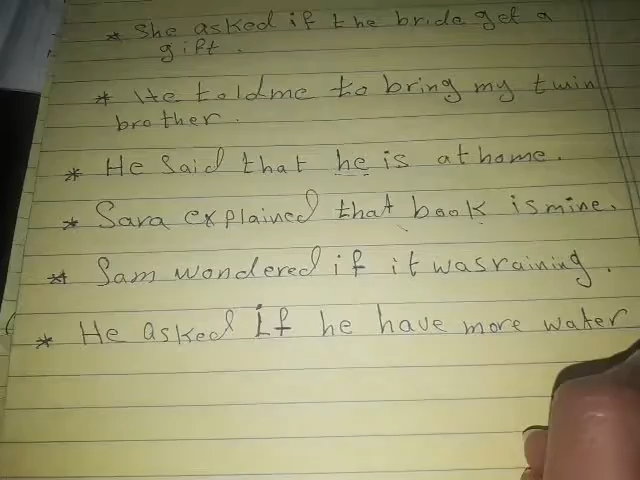 * She asked if the bride get a
gift.
* He told me to bring my twin
brother.
* He said that he is at home.
* Sara explained that book is mine.
* Sam wondered if it was raining.
* He asked if he have more water